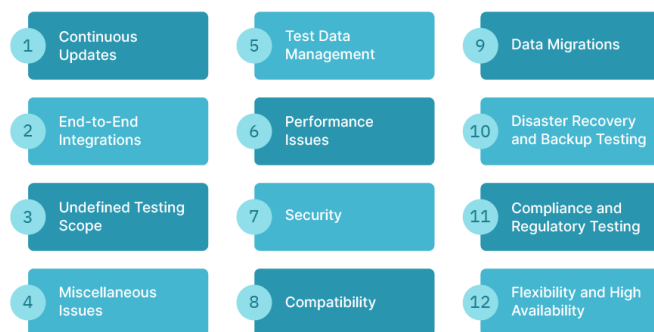 1
Continuous
Updates
2
End-to-End
Integrations
3
Undefined Testing
Scope
4
Miscellaneous
Issues
5
Test Data
Management
6
Performance
Issues
7
Security
8
Compatibility
9
Data Migrations
10
Disaster Recovery
and Backup Testing
11
Compliance and
Regulatory Testing
12
Flexibility and High
Availability